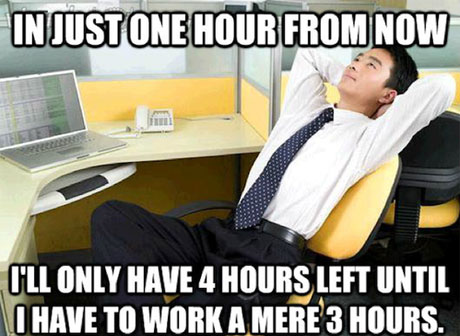 IN JUST ONE HOUR FROM NOW
I'LL ONLY HAVE 4 HOURS LEFT UNTIL
I HAVE TO WORK A MERE 3 HOURS.